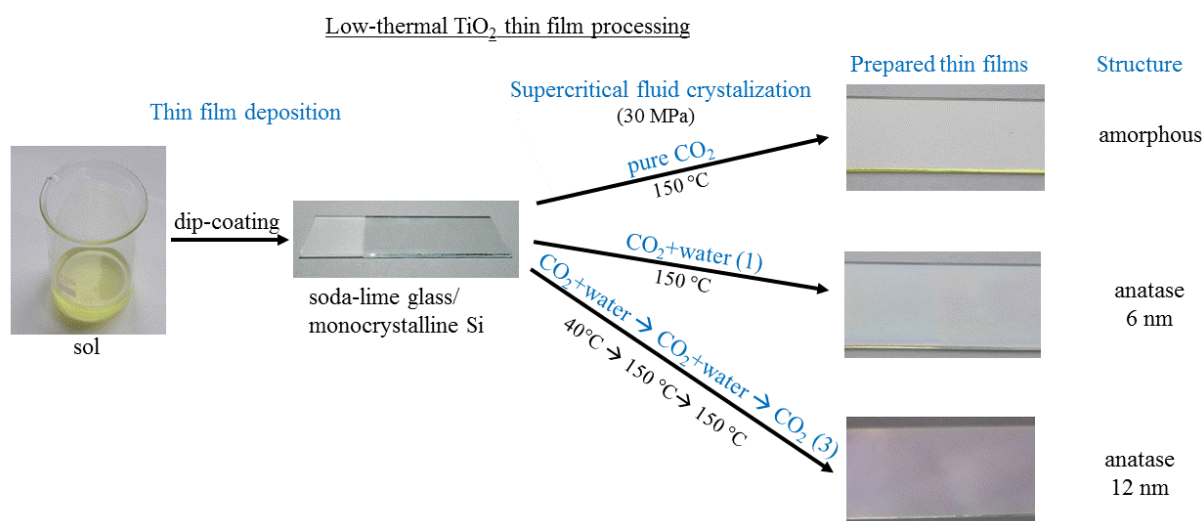 Low-thermal TiO₂ thin film processing
Thin film deposition
Supercritical fluid crystalization
(30 MPa)
Prepared thin films
Structure
sol
dip-coating
soda-lime glass/
monocrystalline Si
pure CO₂
150 °C
amorphous
CO₂+water (1)
150 °C
anatase
6 nm
CO₂+water → CO₂+water → CO₂ (3)
40°C → 150 °C → 150 °C
anatase
12 nm